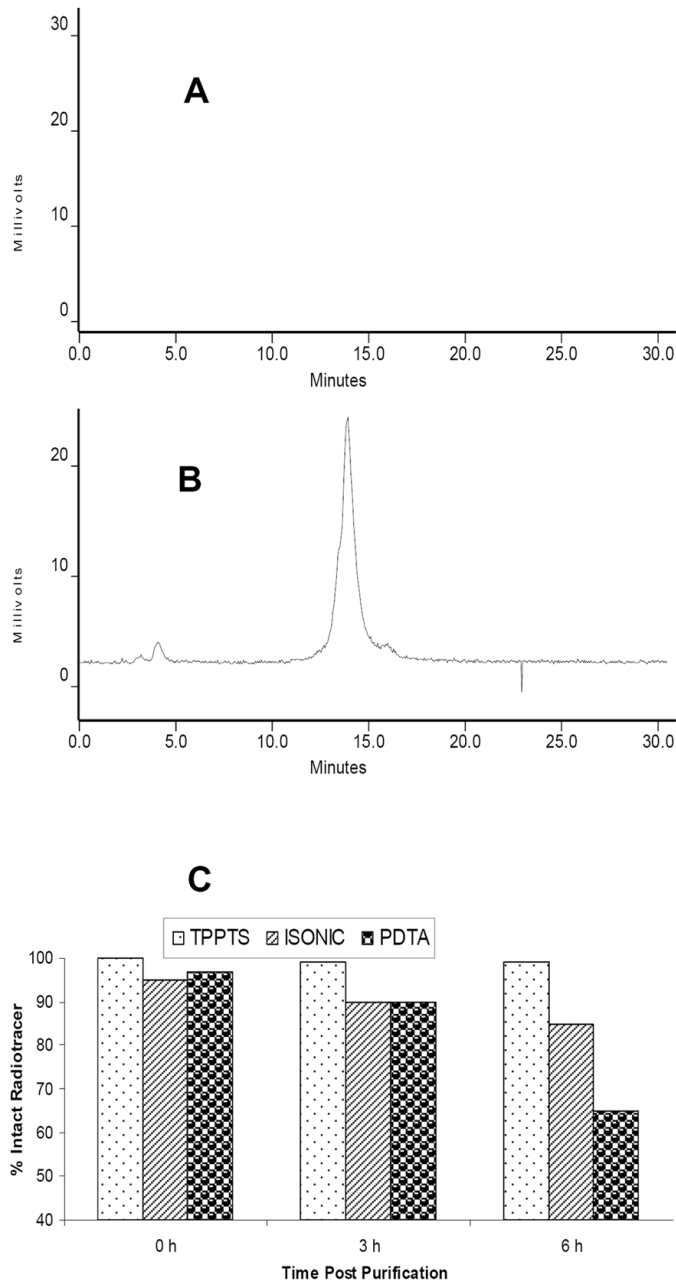 30
A
20
Millivolts
10
0
0.0 5.0 10.0 15.0 20.0 25.0 30.0
Minutes
20
B
10
Millivolts
0
0.0 5.0 10.0 15.0 20.0 25.0 30.0
Minutes
C
TPPTS ISONIC PDTA
100
90
80
70
60
50
40
% Intact Radiotracer
0 h 3 h 6 h
Time Post Purification